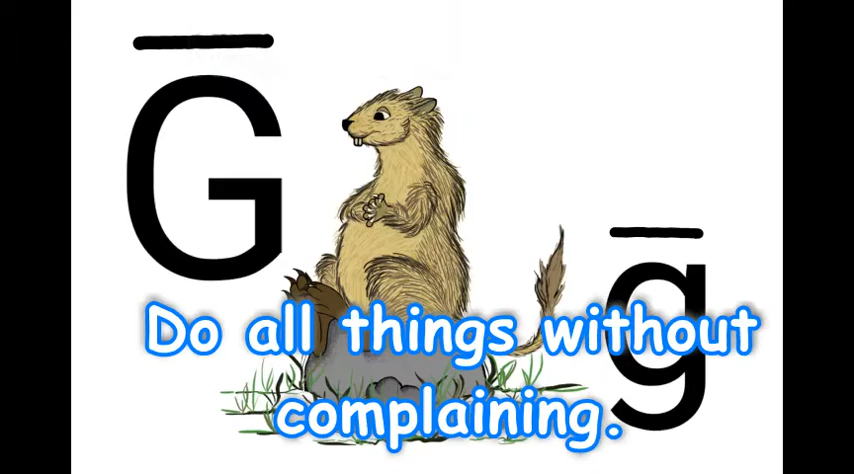 Ḡ
ḡ
Do all things without
complaining.